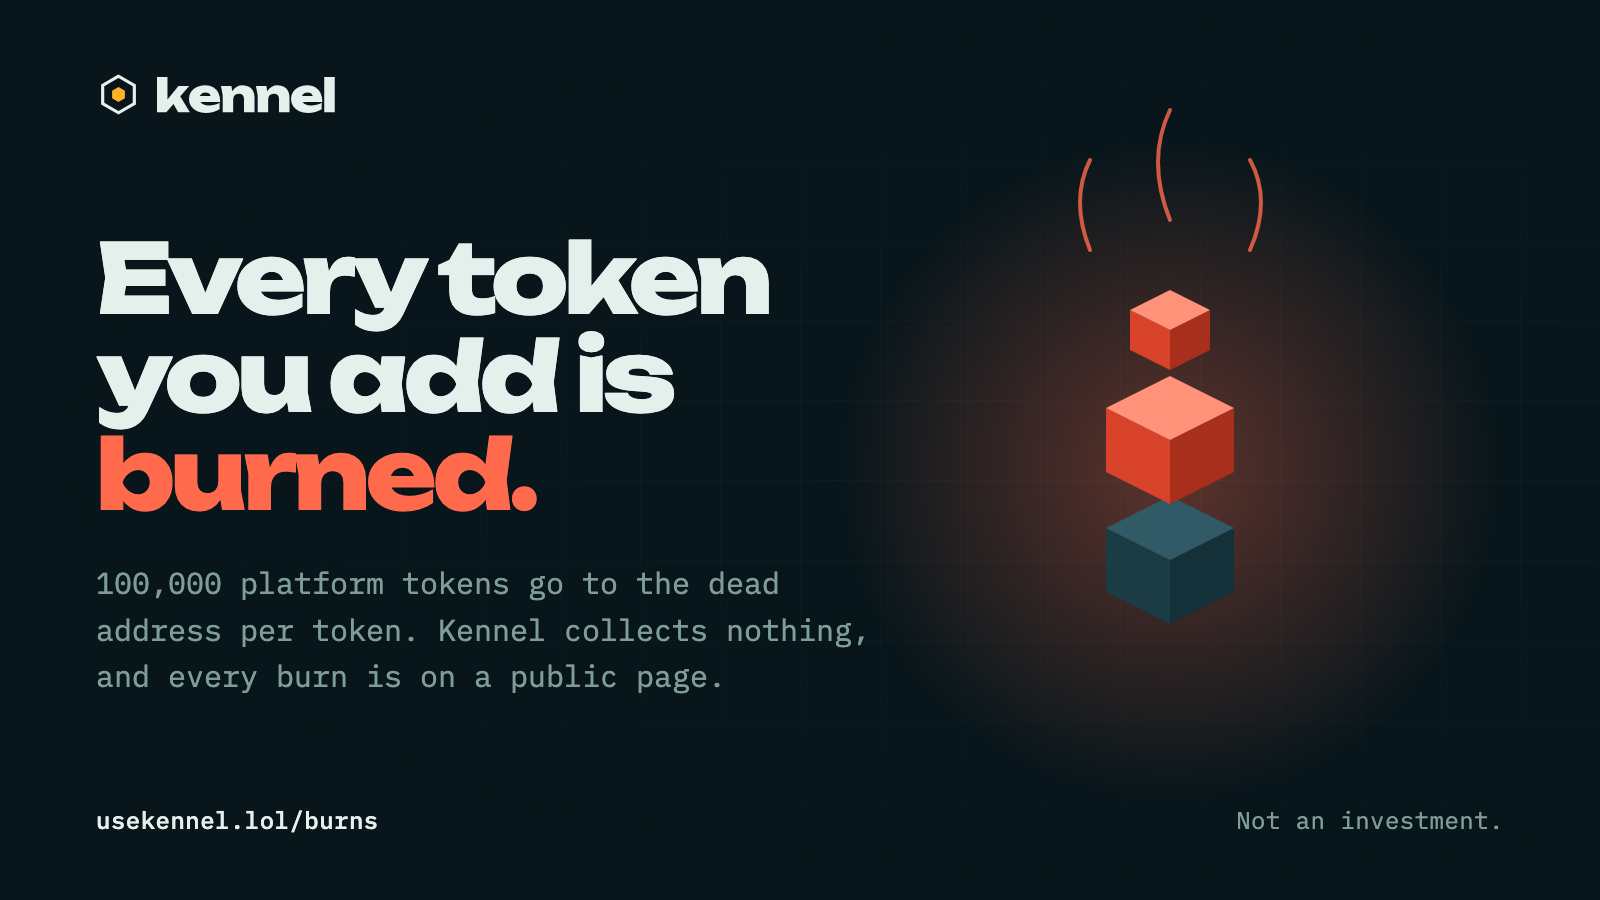 kennel
Every token
you add is
burned.
100,000 platform tokens go to the dead
address per token. Kennel collects nothing,
and every burn is on a public page.
usekennel.lol/burns
Not an investment.